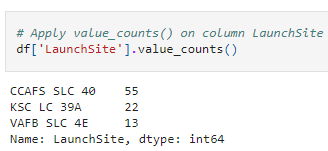 # Apply value_counts() on column LaunchSite
df['LaunchSite'].value_counts()
CCAFS SLC 40    55
KSC LC 39A      22
VAFB SLC 4E     13
Name: LaunchSite, dtype: int64